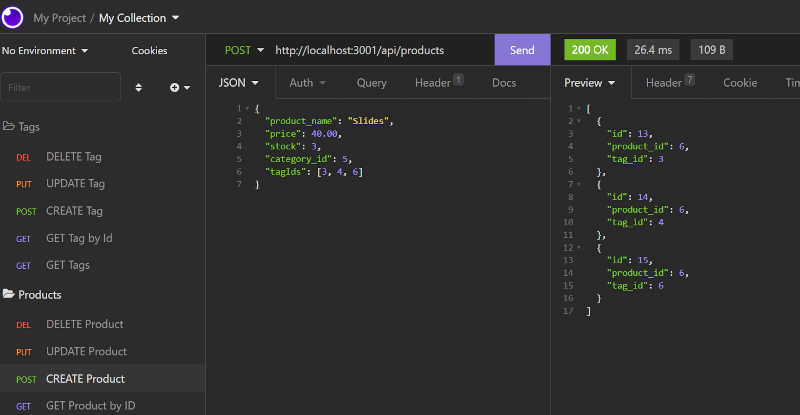 My Project / My Collection
No Environment
Cookies
Filter
Tags
DEL DELETE Tag
PUT UPDATE Tag
POST CREATE Tag
GET GET Tag by Id
GET GET Tags
Products
DEL DELETE Product
PUT UPDATE Product
POST CREATE Product
GET GET Product by ID
POST http://localhost:3001/api/products Send
JSON Auth Query Header 1 Docs
1 {
2 "product_name": "Slides",
3 "price": 40.00,
4 "stock": 3,
5 "category_id": 5,
6 "tagIds": [3, 4, 6]
7 }
200 OK 26.4 ms 109 B
Preview Header 7 Cookie Tim
1 [
2 {
3 "id": 13,
4 "product_id": 6,
5 "tag_id": 3
6 },
7 {
8 "id": 14,
9 "product_id": 6,
10 "tag_id": 4
11 },
12 {
13 "id": 15,
14 "product_id": 6,
15 "tag_id": 6
16 }
17 ]